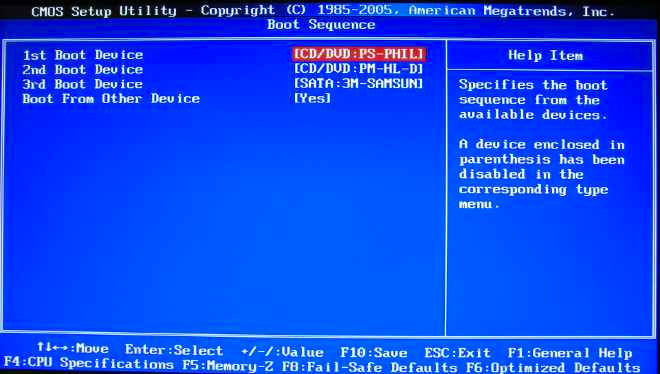 CMOS Setup Utility - Copyright (C) 1985-2005, American Megatrends, Inc.
Boot Sequence
1st Boot Device [CD/DVD:PS-PHIL]
2nd Boot Device [CD/DVD:PM-HL-D]
3rd Boot Device [SATA:3M-SAMSUN]
Boot From Other Device [Yes]
Help Item
Specifies the boot
sequence from the
available devices.
A device enclosed in
parenthesis has been
disabled in the
corresponding type
menu.
↑↓←→:Move Enter:Select +/-/:Value F10:Save ESC:Exit F1:General Help
F4:CPU Specifications F5:Memory-Z F8:Fail-Safe Defaults F6:Optimized Defaults